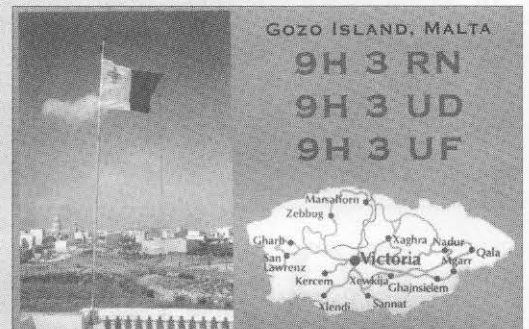 GOZO ISLAND, MALTA
9H 3 RN
9H 3 UD
9H 3 UF
Marsalforn
Zebbug
Gharb
Xaghra
Nadur
Qala
San
Lawrenz
Victoria
Mgarr
Kercem
Xewkija
Ghajnsielem
Xlendi
Sannat